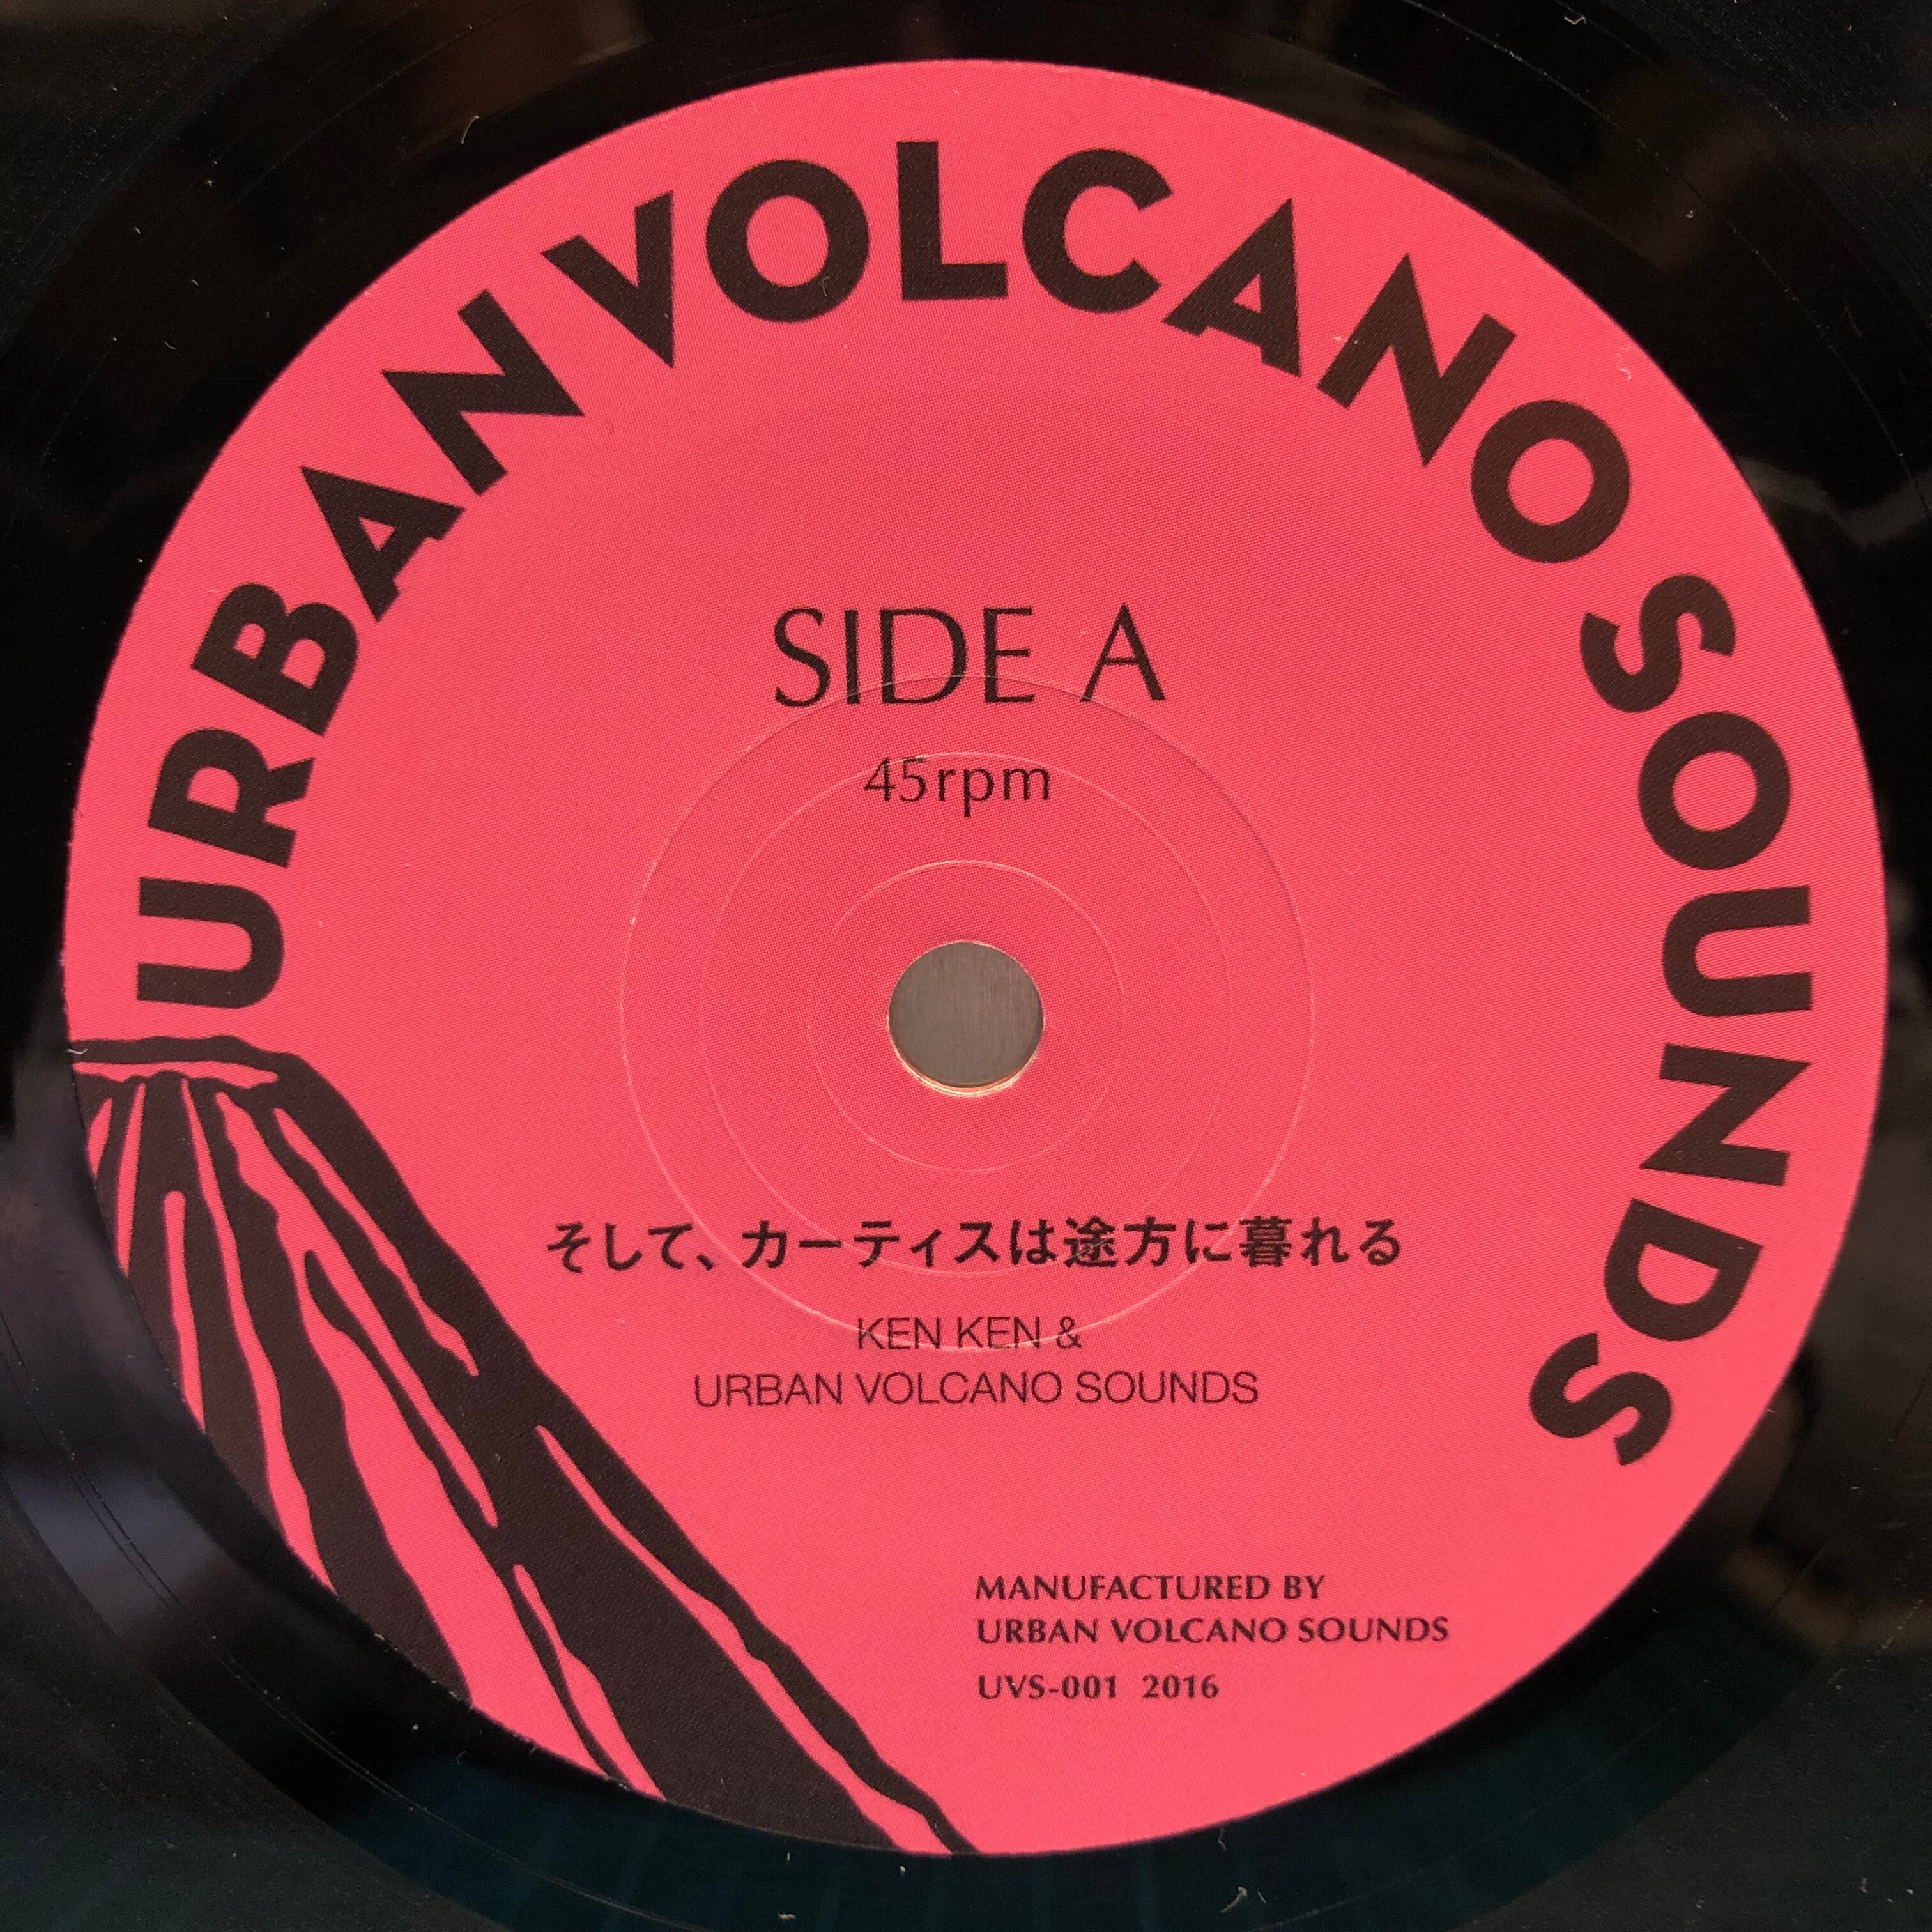 URBAN VOLCANO SOUNDS
SIDE A
45rpm
そして、カーティスは途方に暮れる
KEN KEN &
URBAN VOLCANO SOUNDS
MANUFACTURED BY
URBAN VOLCANO SOUNDS
UVS-001 2016